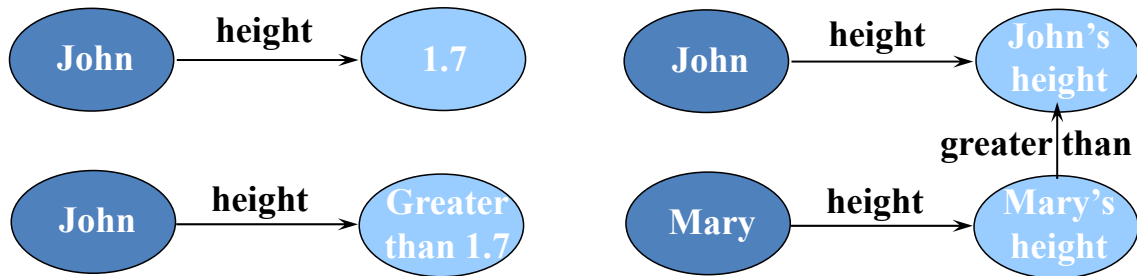 John
height
1.7
John
height
Greater
than 1.7
John
height
John's
height
greater than
Mary
height
Mary's
height